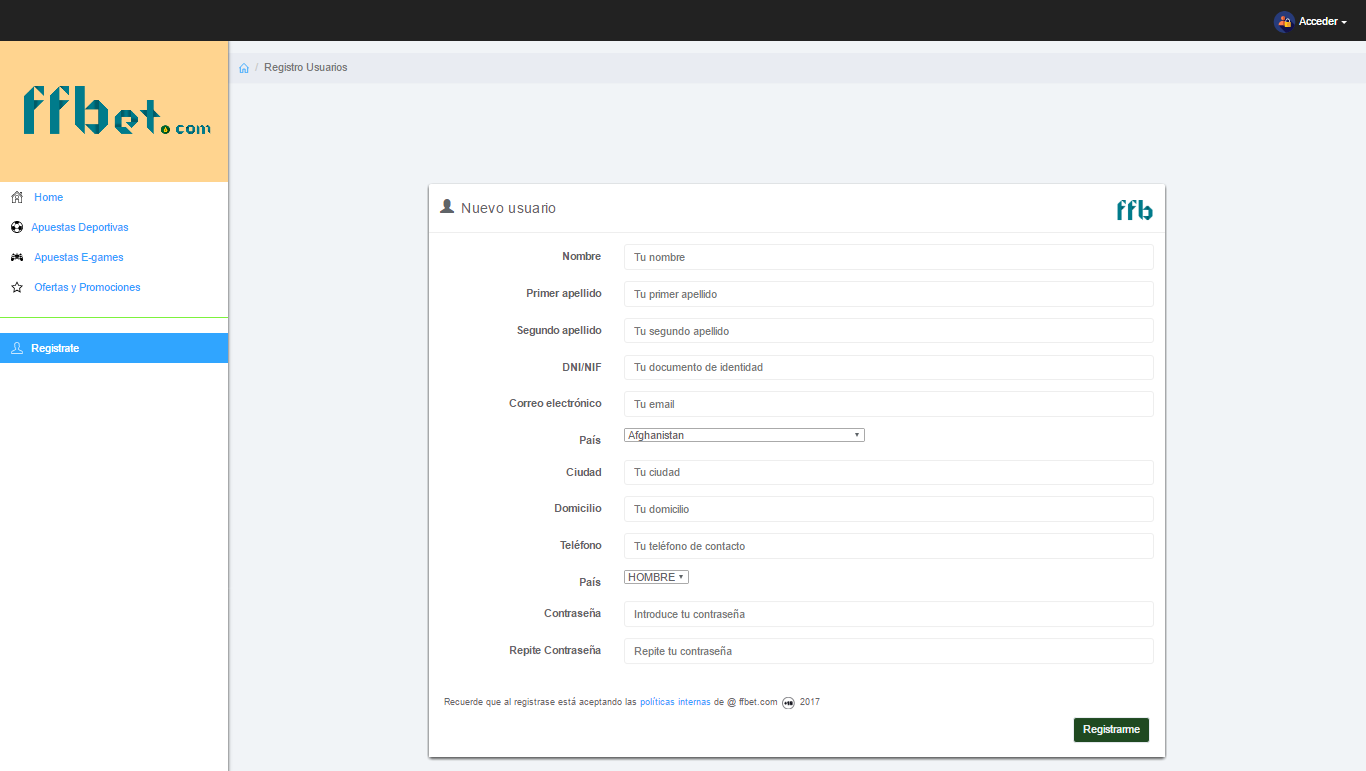 Acceder
ffbet.com
Registro Usuarios
Home
Apuestas Deportivas
Apuestas E-games
Ofertas y Promociones
Registrate
Nuevo usuario
ffb
Nombre Tu nombre
Primer apellido Tu primer apellido
Segundo apellido Tu segundo apellido
DNI/NIF Tu documento de identidad
Correo electrónico Tu email
País Afghanistan
Ciudad Tu ciudad
Domicilio Tu domicilio
Teléfono Tu teléfono de contacto
País HOMBRE
Contraseña Introduce tu contraseña
Repite Contraseña Repite tu contraseña
Recuerde que al registrase está aceptando las políticas internas de @ ffbet.com +18 2017
Registrarme